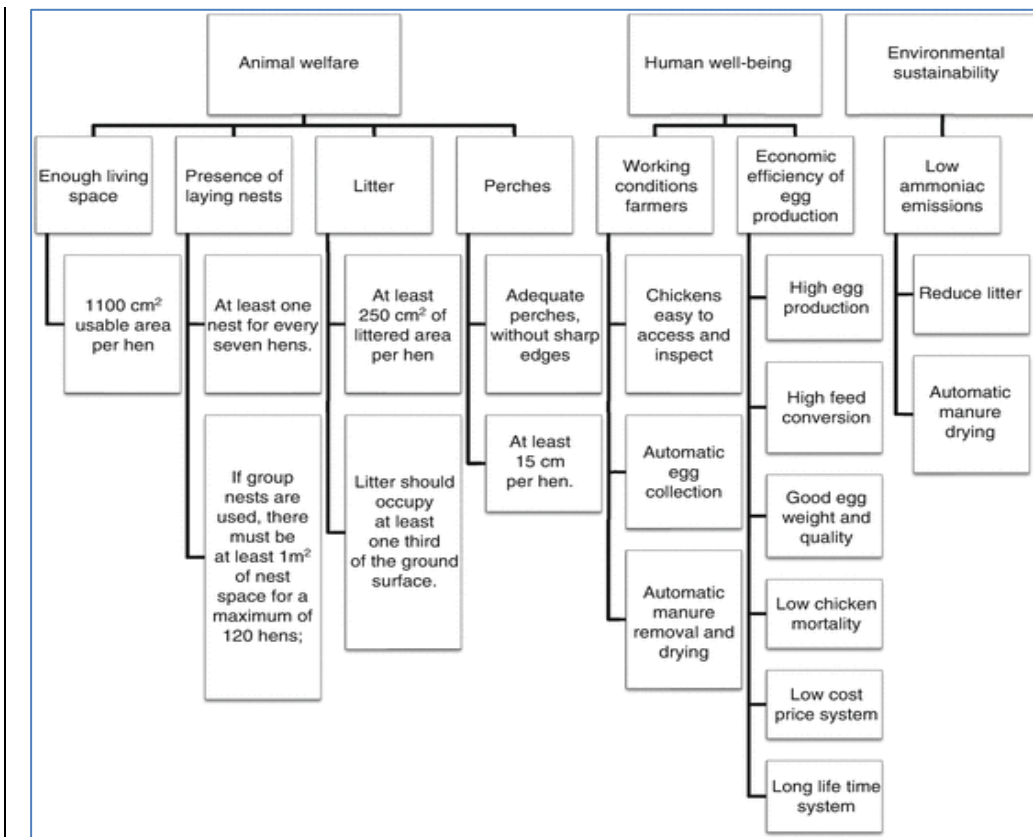 Animal welfare
Human well-being
Environmental
sustainability
Enough living
space
Presence of
laying nests
Litter
Perches
Working
conditions
farmers
Economic
efficiency of
egg
production
Low
ammoniac
emissions
1100 cm²
usable area
per hen
At least one
nest for every
seven hens.
At least
250 cm² of
littered area
per hen
Adequate
perches,
without sharp
edges
Chickens
easy to
access and
inspect
High egg
production
Reduce litter
If group
nests are
used, there
must be
at least 1m²
of nest
space for a
maximum of
120 hens;
Litter should
occupy
at least
one third
of the ground
surface.
At least
15 cm
per hen.
Automatic
egg
collection
High feed
conversion
Automatic
manure
drying
Automatic
manure
removal and
drying
Good egg
weight and
quality
Low chicken
mortality
Low cost
price system
Long life time
system